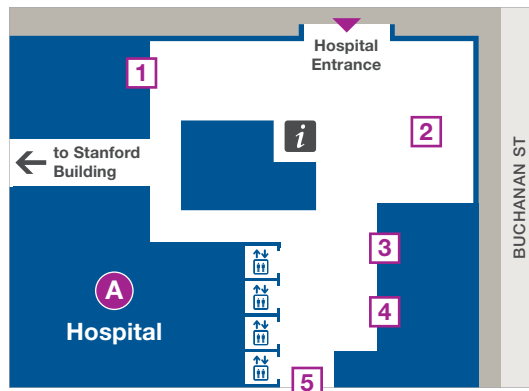 Hospital
Entrance
1
2
i
to Stanford
Building
BUCHANAN ST
3
A
4
Hospital
5